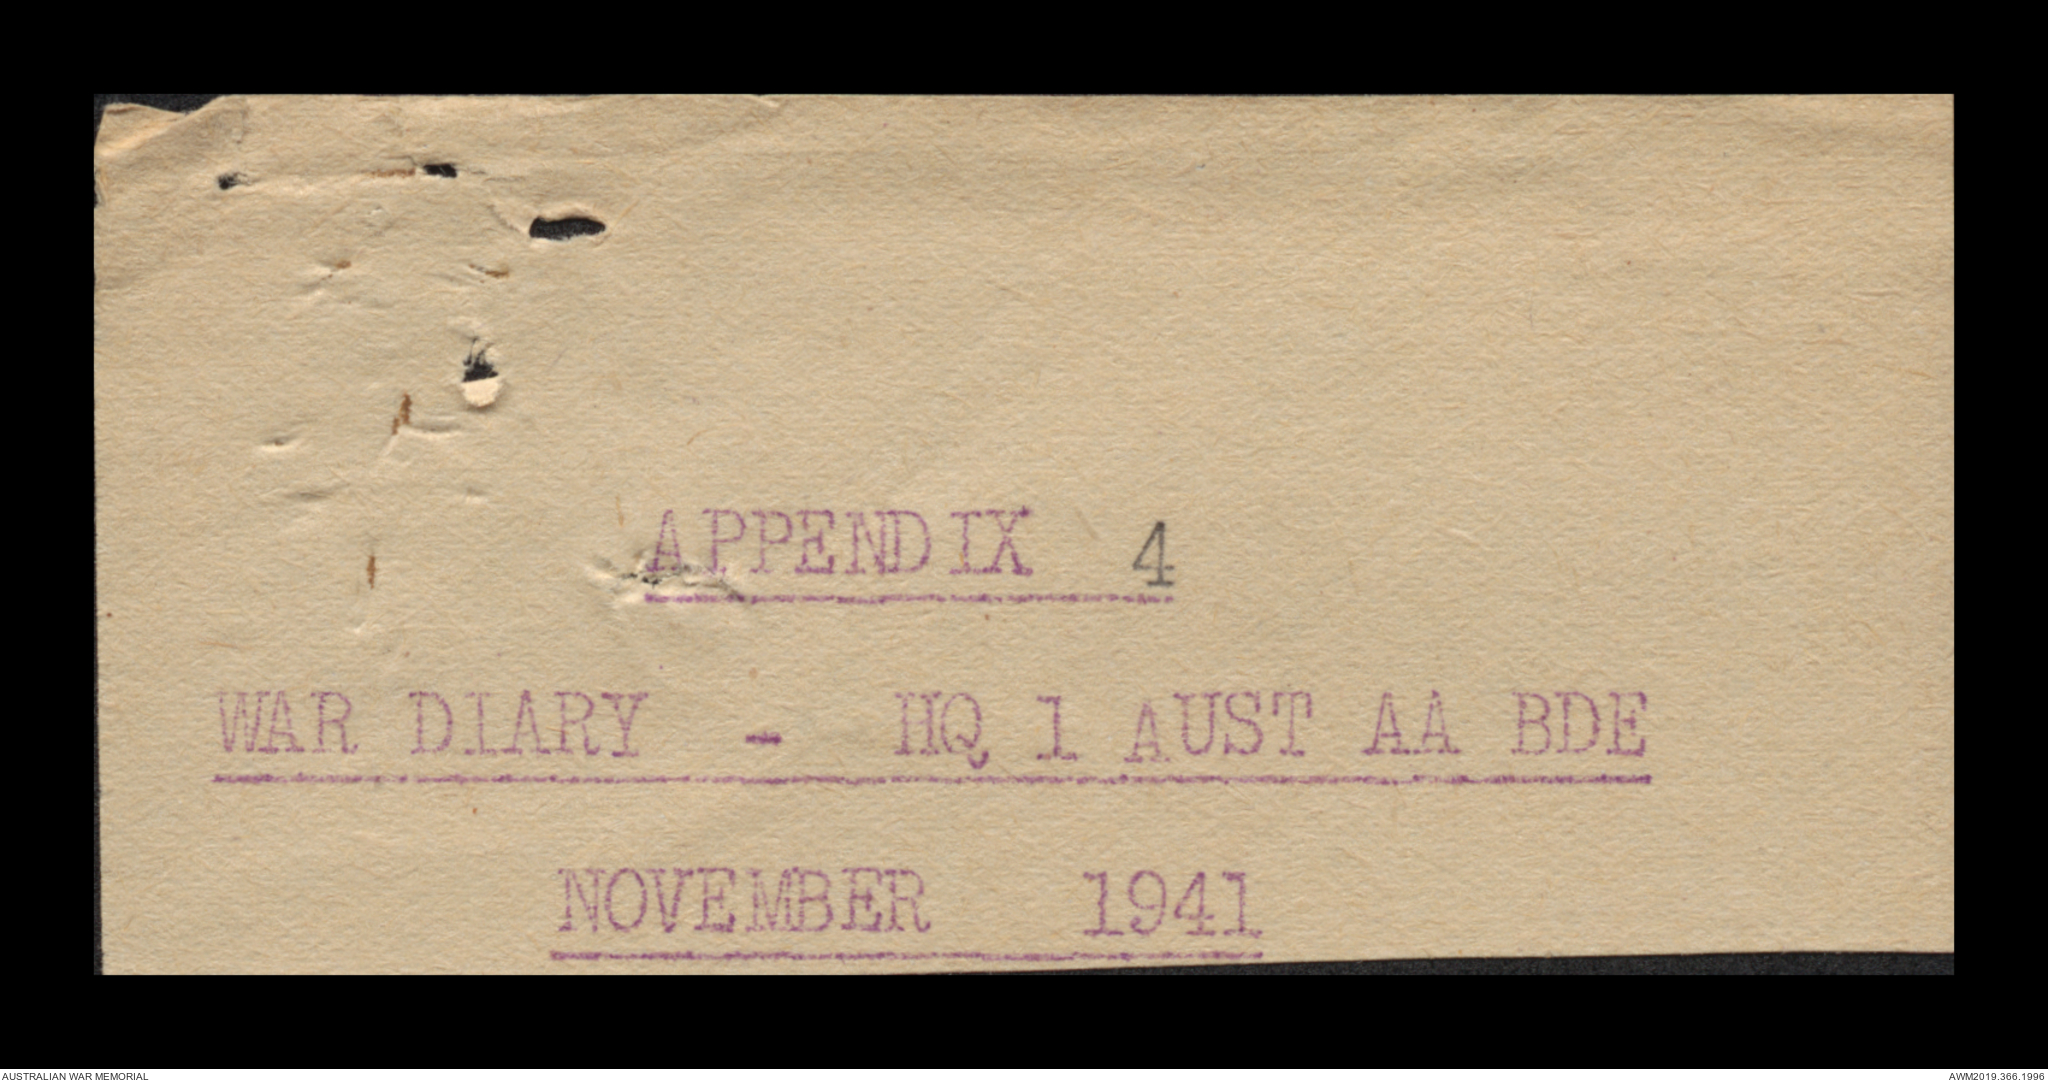 APPENDIX 4
WAR DIARY - HQ 1 AUST AA BDE
NOVEMBER 1941
AUSTRALIAN WAR MEMORIAL
AWM2019.366.1996